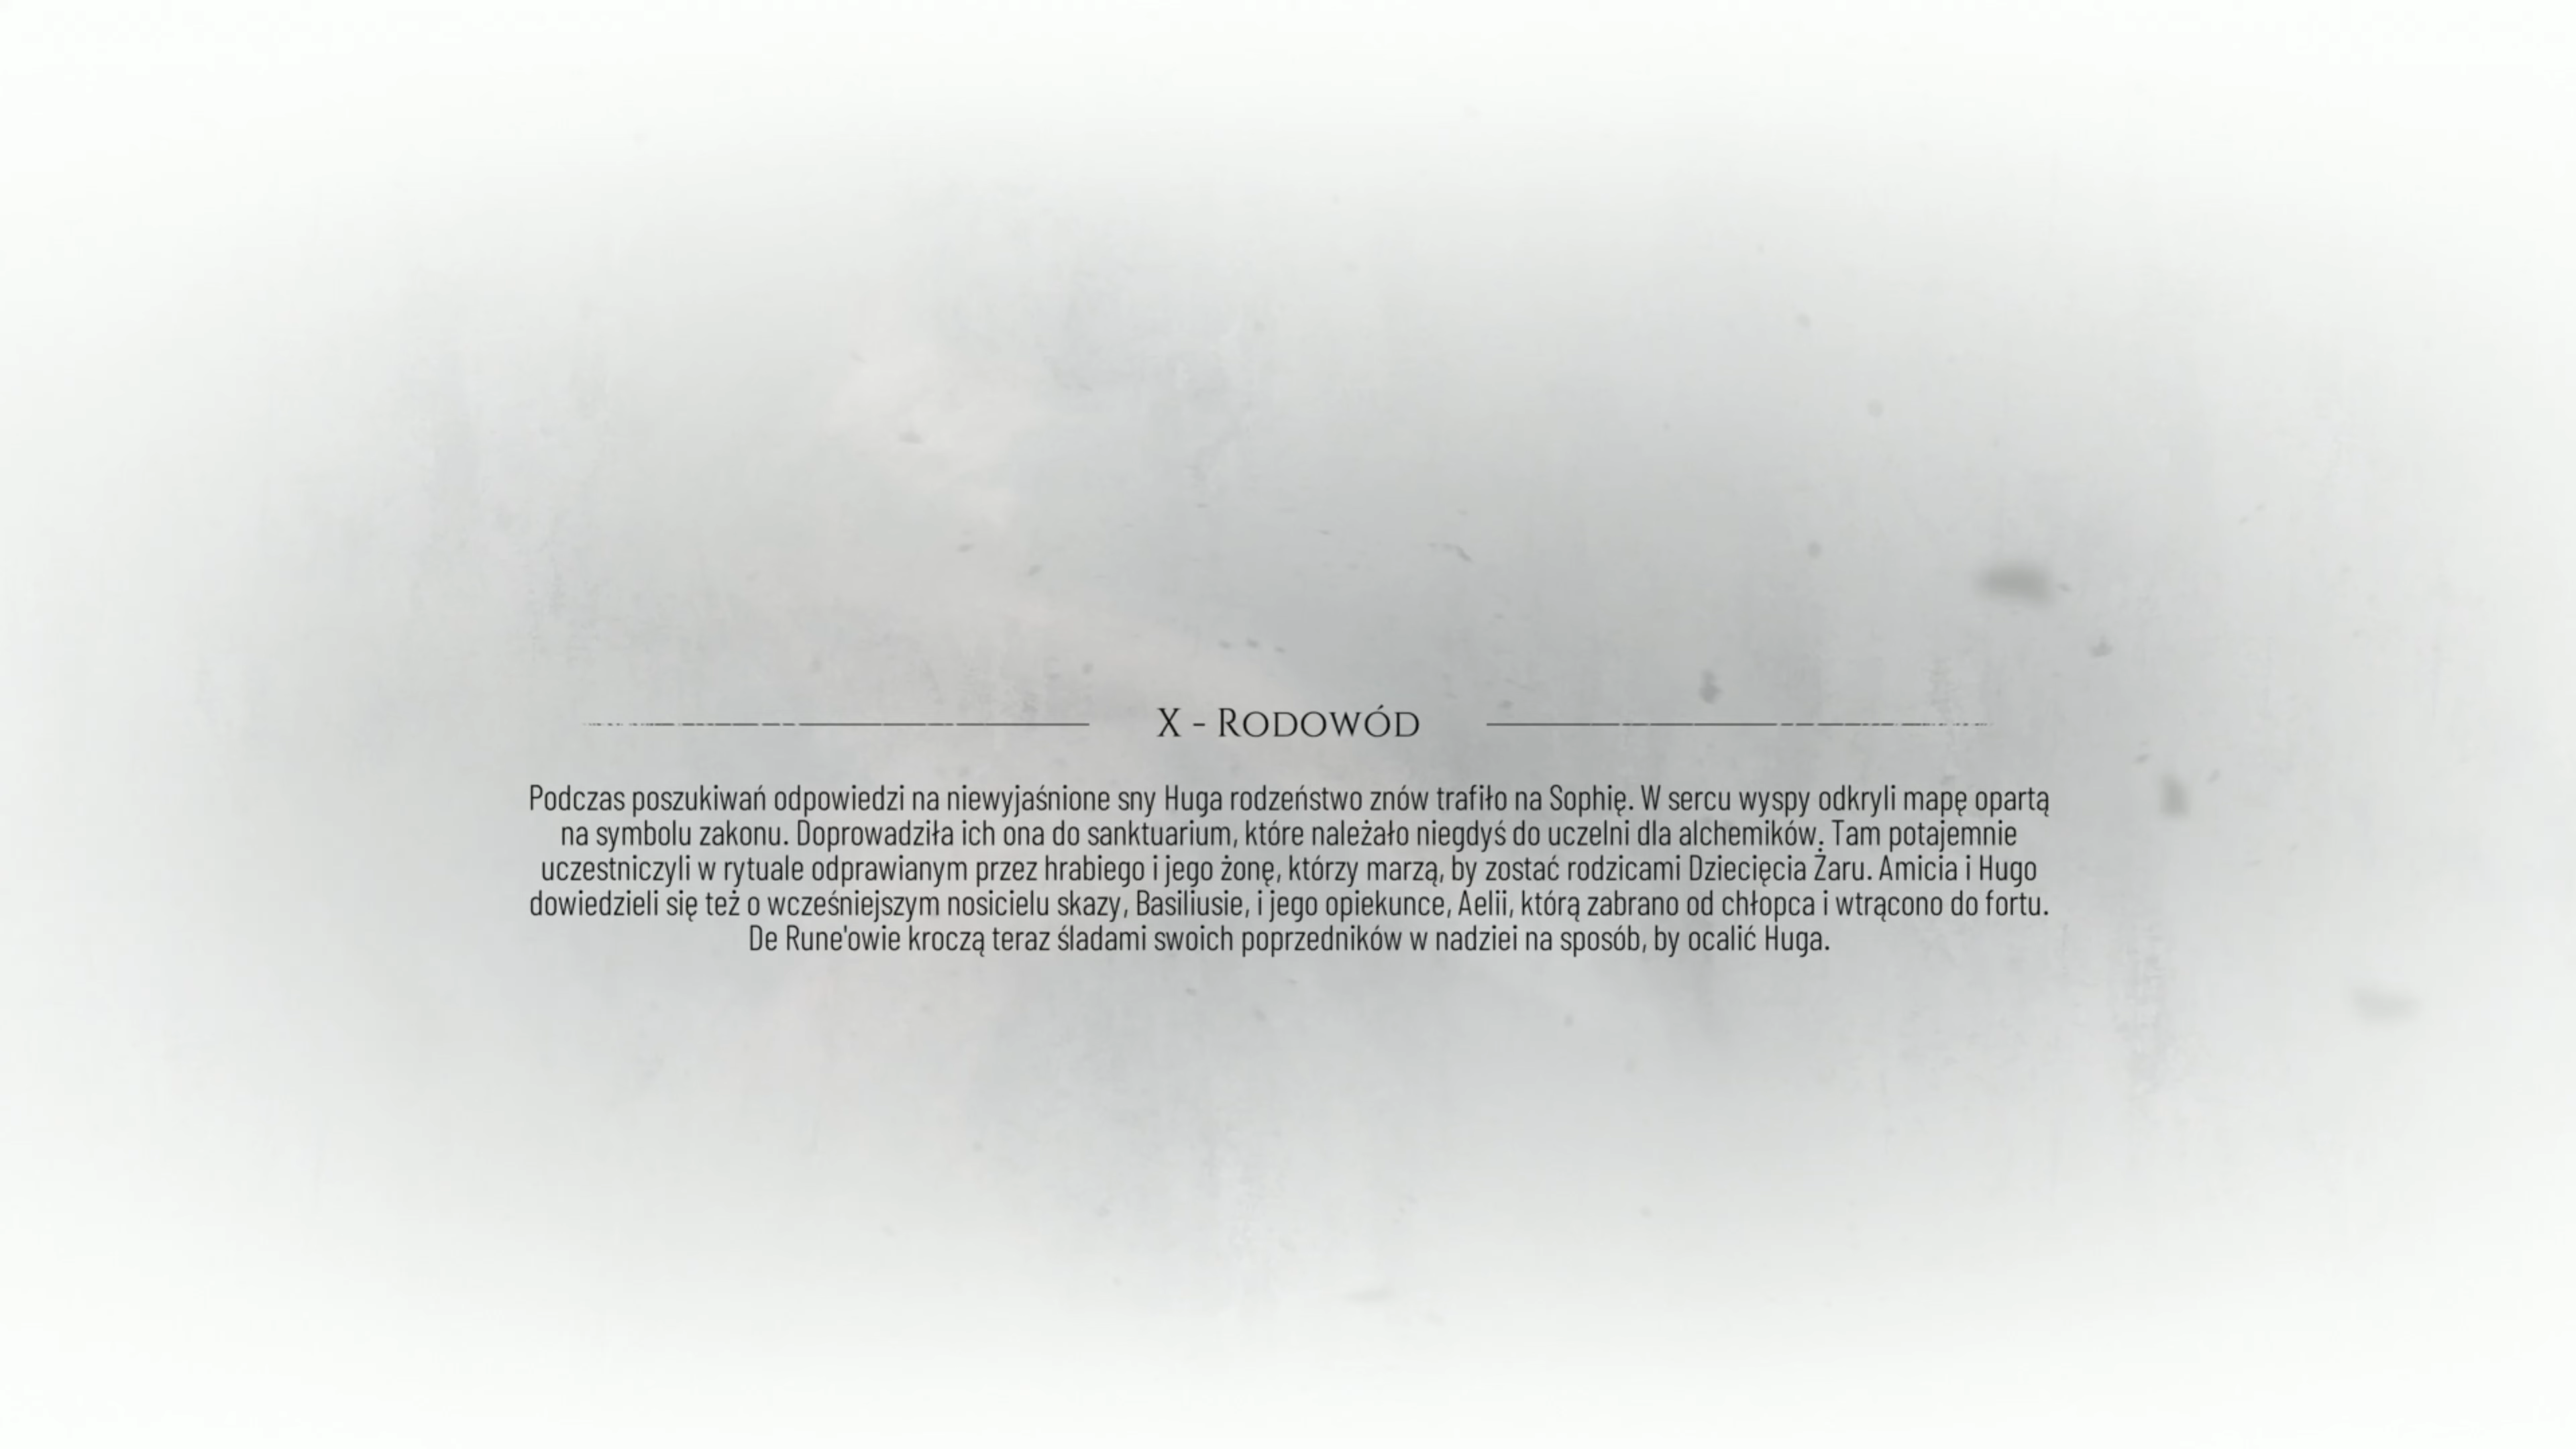 X - Rodowód
Podczas poszukiwań odpowiedzi na niewyjaśnione sny Huga rodzeństwo znów trafiło na Sophię. W sercu wyspy odkryli mapę opartą
na symbolu zakonu. Doprowadziła ich ona do sanktuarium, które należało niegdyś do uczelni dla alchemików. Tam potajemnie
uczestniczyli w rytuale odprawianym przez hrabiego i jego żonę, którzy marzą, by zostać rodzicami Dziecięcia Żaru. Amicia i Hugo
dowiedzieli się też o wcześniejszym nosicielu skazy, Basiliusie, i jego opiekunce, Aelii, którą zabrano od chłopca i wtrącono do fortu.
De Rune'owie kroczą teraz śladami swoich poprzedników w nadziei na sposób, by ocalić Huga.